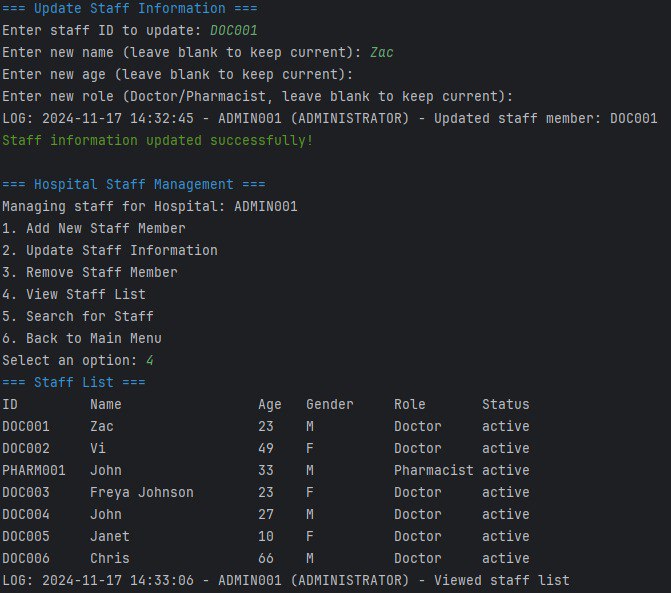 === Update Staff Information ===
Enter staff ID to update: DOC001
Enter new name (leave blank to keep current): Zac
Enter new age (leave blank to keep current):
Enter new role (Doctor/Pharmacist, leave blank to keep current):
LOG: 2024-11-17 14:32:45 - ADMIN001 (ADMINISTRATOR) - Updated staff member: DOC001
Staff information updated successfully!

=== Hospital Staff Management ===
Managing staff for Hospital: ADMIN001
1. Add New Staff Member
2. Update Staff Information
3. Remove Staff Member
4. View Staff List
5. Search for Staff
6. Back to Main Menu
Select an option: 4
=== Staff List ===
ID         Name                 Age   Gender     Role       Status
DOC001     Zac                  23    M          Doctor     active
DOC002     Vi                   49    F          Doctor     active
PHARM001   John                 33    M          Pharmacist active
DOC003     Freya Johnson        23    F          Doctor     active
DOC004     John                 27    M          Doctor     active
DOC005     Janet                10    F          Doctor     active
DOC006     Chris                66    M          Doctor     active
LOG: 2024-11-17 14:33:06 - ADMIN001 (ADMINISTRATOR) - Viewed staff list